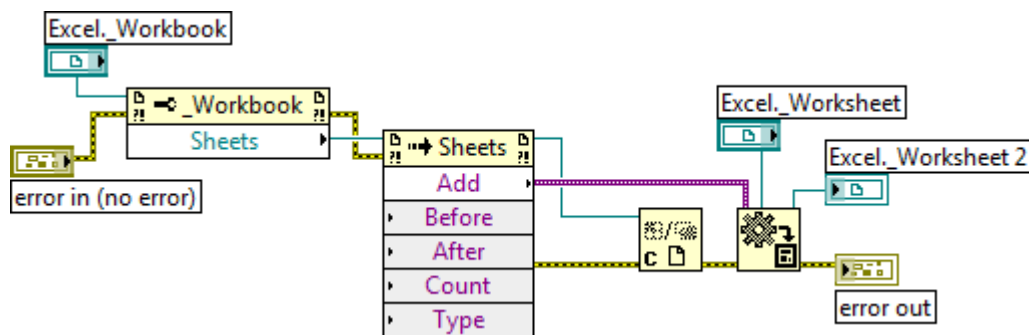 Excel._Workbook
_Workbook
Sheets
error in (no error)
Sheets
Add
Before
After
Count
Type
Excel._Worksheet
Excel._Worksheet 2
error out
C